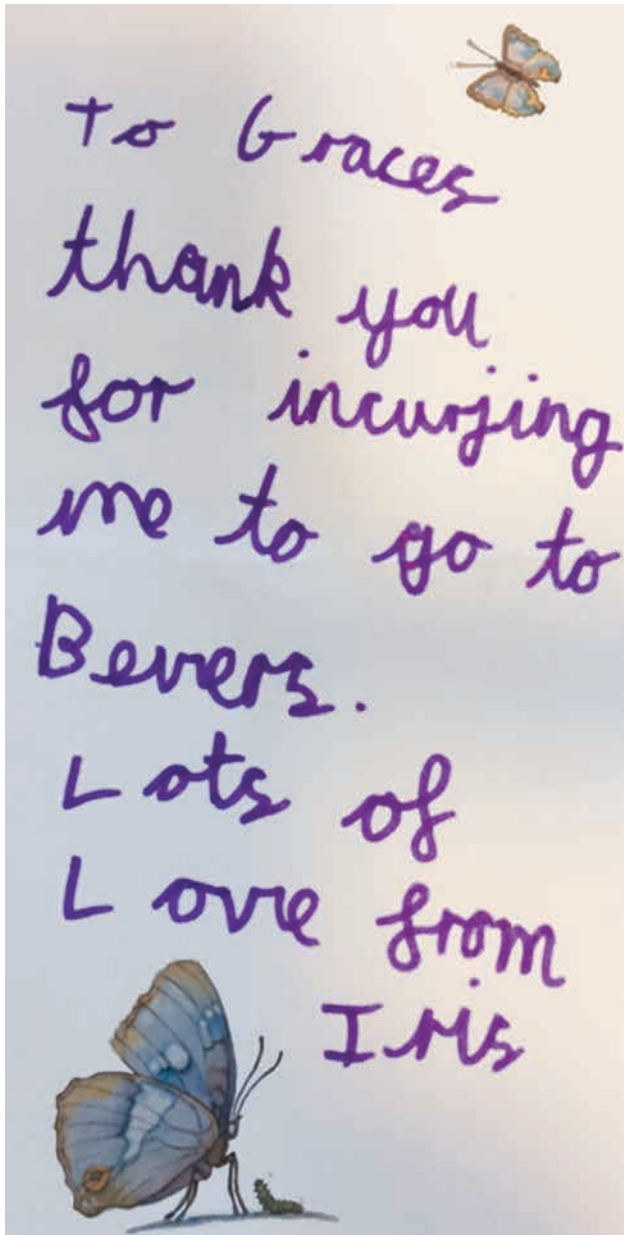 To Graces
thank you
for incurjing
me to go to
Bevers.
Lots of
Love from
Iris